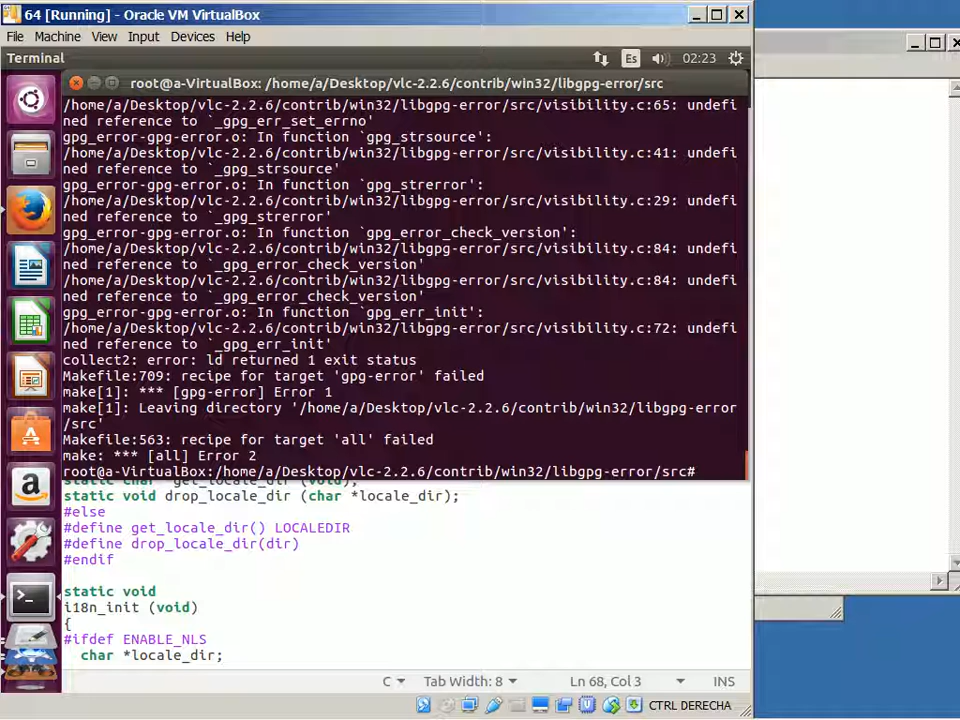 64 [Running] - Oracle VM VirtualBox
File Machine View Input Devices Help
Terminal
Es
02:23
root@a-VirtualBox: /home/a/Desktop/vlc-2.2.6/contrib/win32/libgpg-error/src
/home/a/Desktop/vlc-2.2.6/contrib/win32/libgpg-error/src/visibility.c:65: undefi
ned reference to `_gpg_err_set_errno'
gpg_error-gpg-error.o: In function `gpg_strsource':
/home/a/Desktop/vlc-2.2.6/contrib/win32/libgpg-error/src/visibility.c:41: undefi
ned reference to `_gpg_strsource'
gpg_error-gpg-error.o: In function `gpg_strerror':
/home/a/Desktop/vlc-2.2.6/contrib/win32/libgpg-error/src/visibility.c:29: undefi
ned reference to `_gpg_strerror'
gpg_error-gpg-error.o: In function `gpg_error_check_version':
/home/a/Desktop/vlc-2.2.6/contrib/win32/libgpg-error/src/visibility.c:84: undefi
ned reference to `_gpg_error_check_version'
/home/a/Desktop/vlc-2.2.6/contrib/win32/libgpg-error/src/visibility.c:84: undefi
ned reference to `_gpg_error_check_version'
gpg_error-gpg-error.o: In function `gpg_err_init':
/home/a/Desktop/vlc-2.2.6/contrib/win32/libgpg-error/src/visibility.c:72: undefi
ned reference to `_gpg_err_init'
collect2: error: ld returned 1 exit status
Makefile:709: recipe for target 'gpg-error' failed
make[1]: *** [gpg-error] Error 1
make[1]: Leaving directory '/home/a/Desktop/vlc-2.2.6/contrib/win32/libgpg-error
/src'
Makefile:563: recipe for target 'all' failed
make: *** [all] Error 2
root@a-VirtualBox:/home/a/Desktop/vlc-2.2.6/contrib/win32/libgpg-error/src#
static char *get_locale_dir (void);
static void drop_locale_dir (char *locale_dir);
#else
#define get_locale_dir() LOCALEDIR
#define drop_locale_dir(dir)
#endif
static void
i18n_init (void)
{
#ifdef ENABLE_NLS
char *locale_dir;
C Tab Width: 8 Ln 68, Col 3 INS
CTRL DERECHA